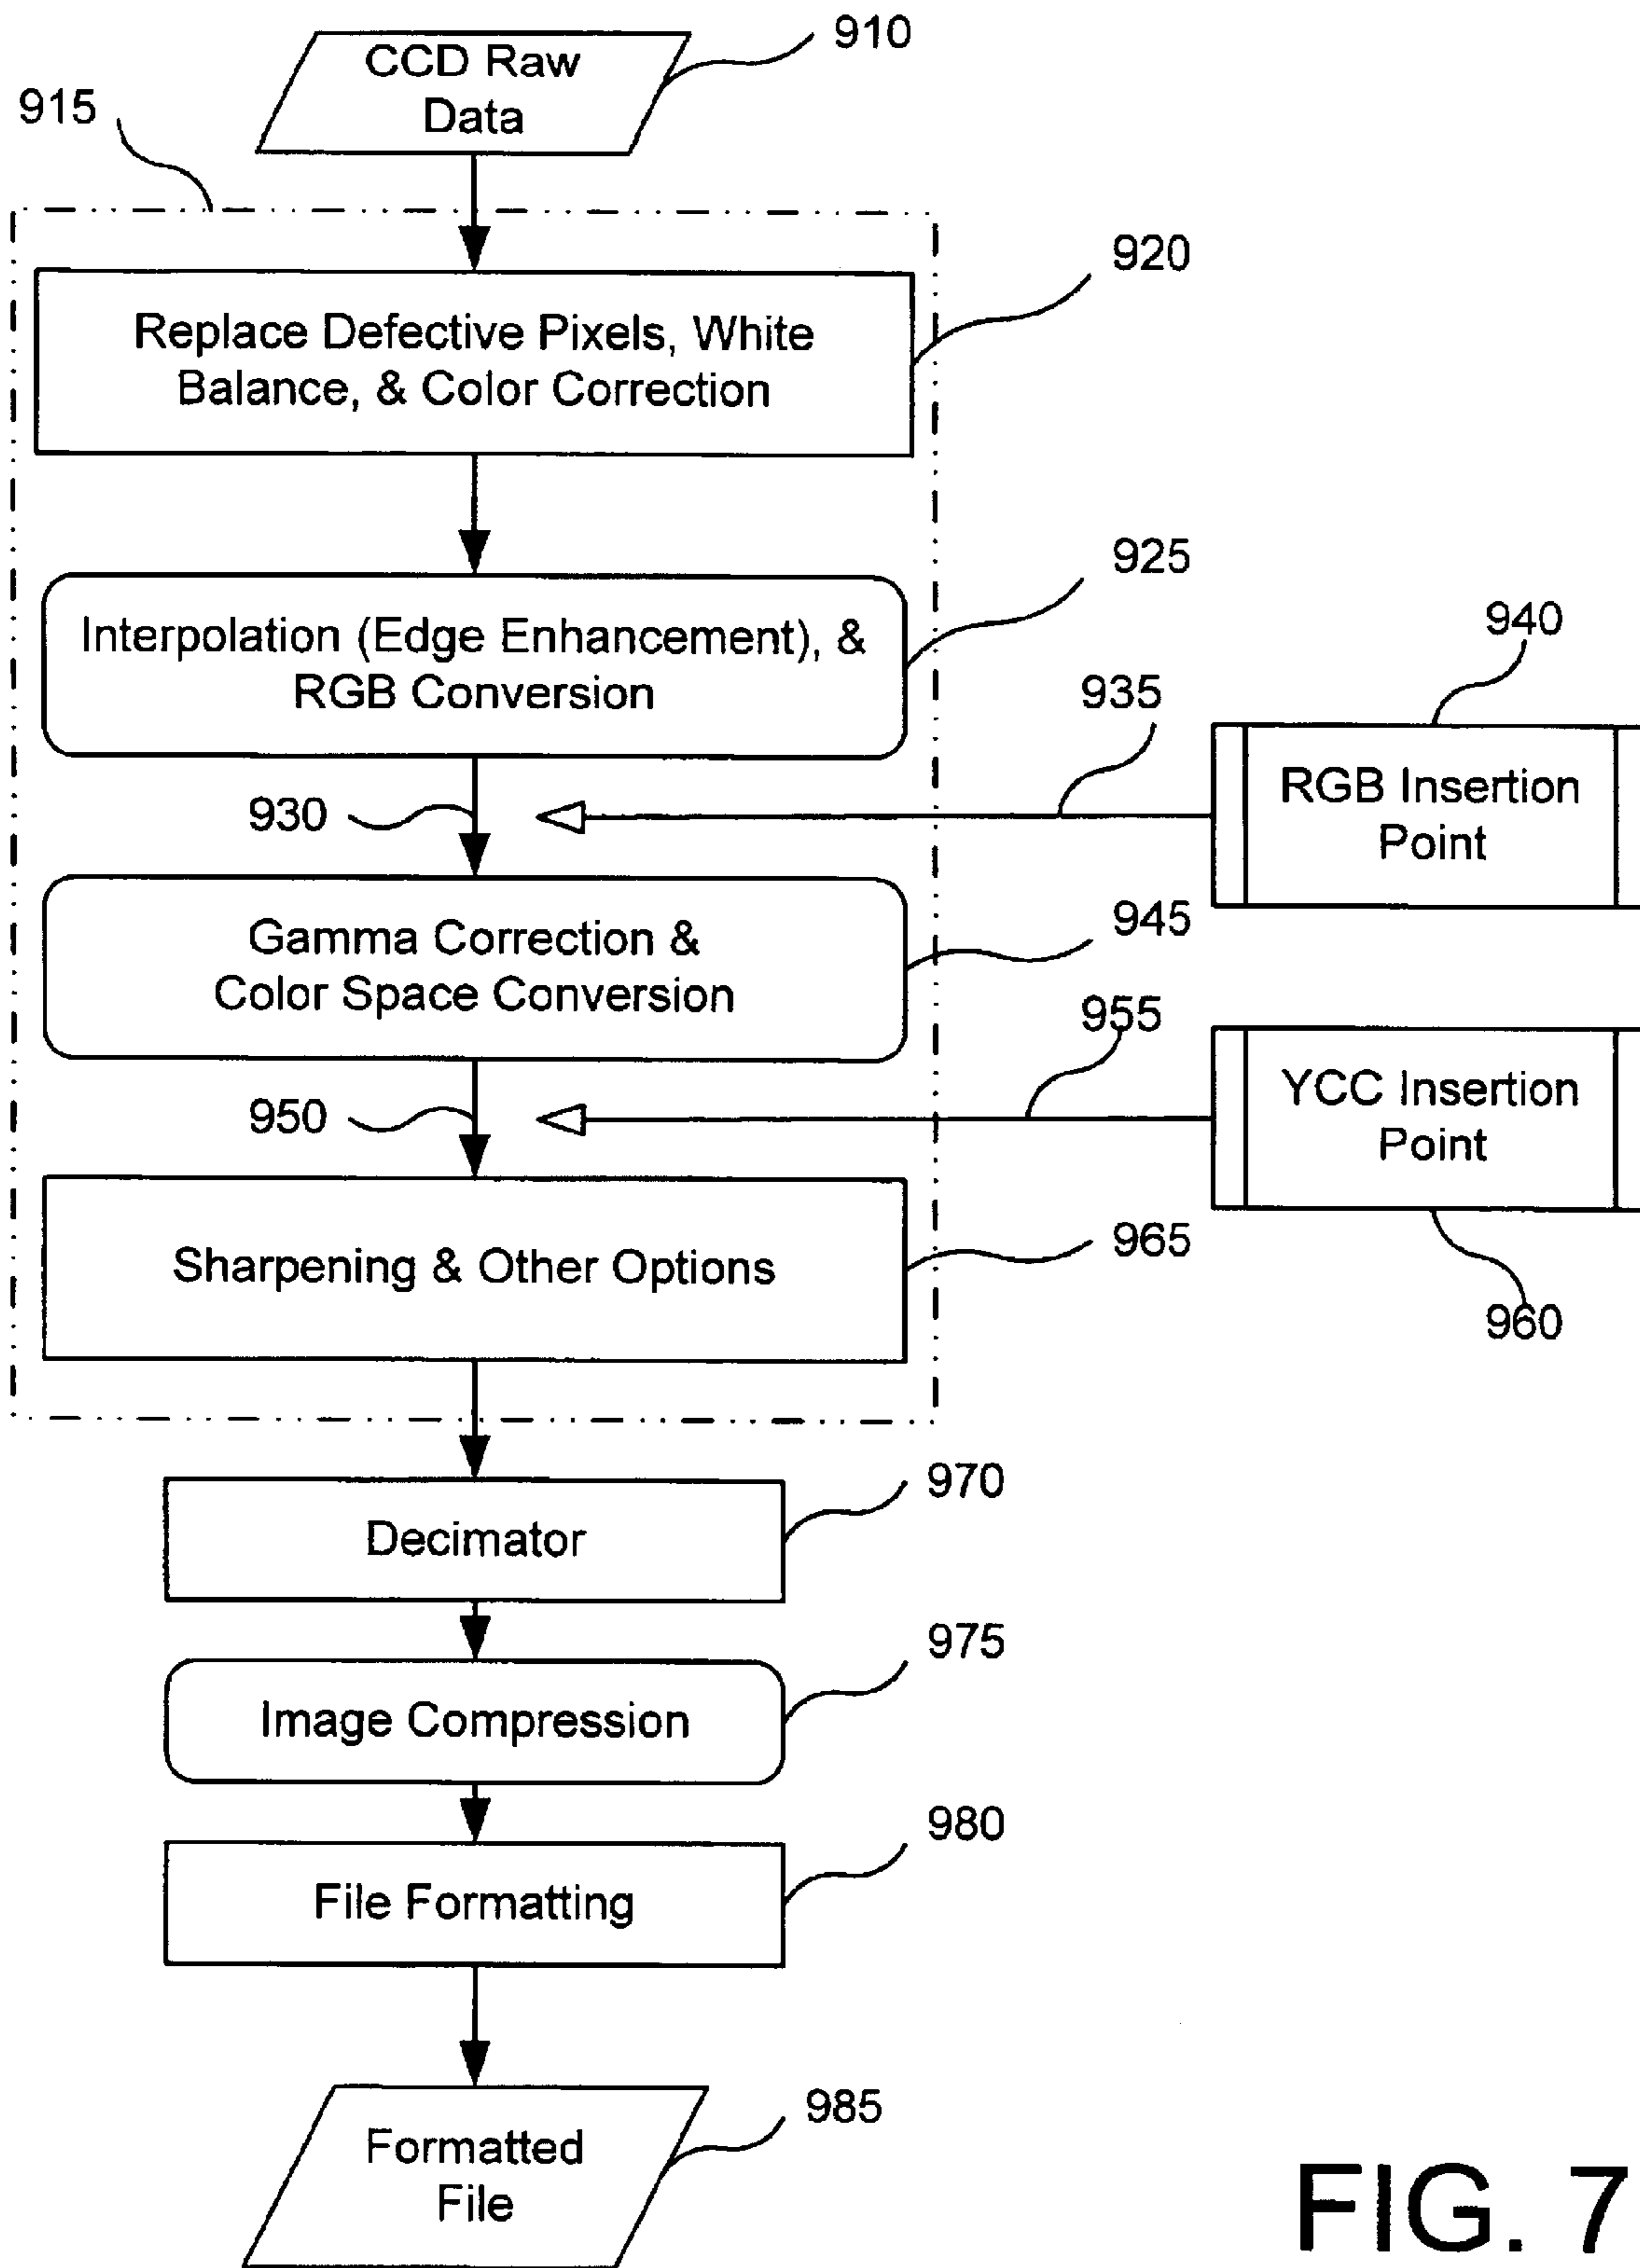 910
CCD Raw
Data
915
920
Replace Defective Pixels, White
Balance, & Color Correction
925
Interpolation (Edge Enhancement), &
RGB Conversion
940
935
RGB Insertion
Point
930
945
Gamma Correction &
Color Space Conversion
955
YCC Insertion
Point
950
965
Sharpening & Other Options
960
970
Decimator
975
Image Compression
980
File Formatting
985
Formatted
File
FIG. 7